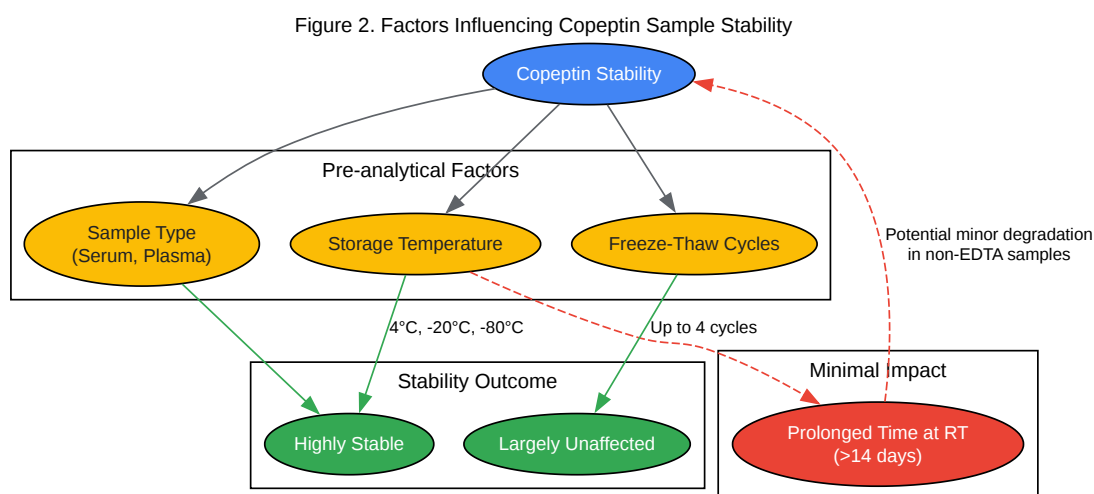 Figure 2. Factors Influencing Copeptin Sample Stability
Copeptin Stability
Pre-analytical Factors
Sample Type
(Serum, Plasma)
Storage Temperature
Freeze-Thaw Cycles
Potential minor degradation
in non-EDTA samples
4°C, -20°C, -80°C
Up to 4 cycles
Stability Outcome
Minimal Impact
Highly Stable
Largely Unaffected
Prolonged Time at RT
(>14 days)